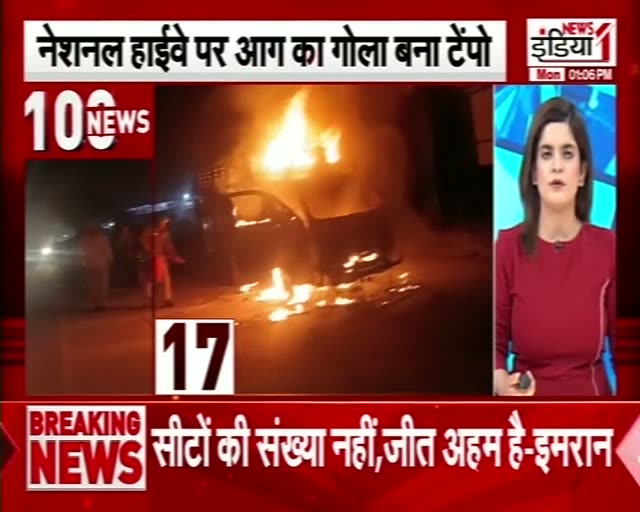 नेशनल हाईवे पर आग का गोला बना टेंपो
NEWS
इंडिया 1
Mon 01:06 PM
100 NEWS
17
BREAKING NEWS
सीटों की संख्या नहीं,जीत अहम है-इमरान